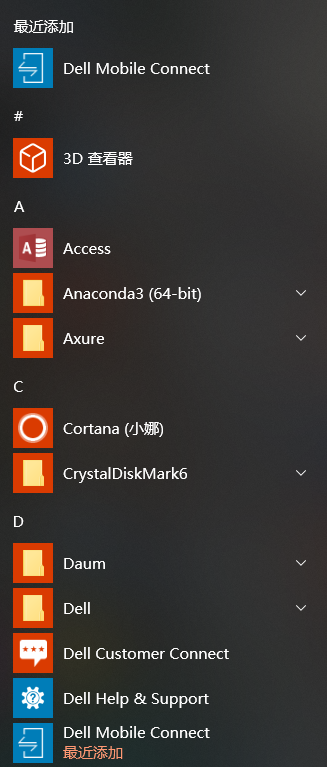 最近添加
Dell Mobile Connect
#
3D 查看器
A
Access
Anaconda3 (64-bit)
Axure
C
Cortana (小娜)
CrystalDiskMark6
D
Daum
Dell
Dell Customer Connect
Dell Help & Support
Dell Mobile Connect
最近添加